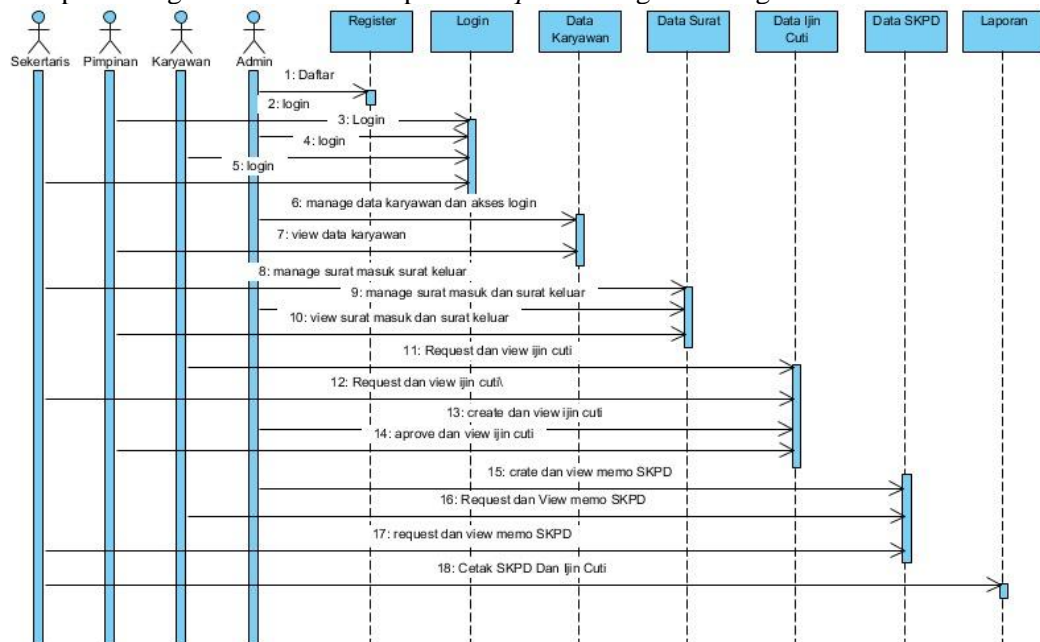 Register
Login
Data
Karyawan
Data Surat
Data Ijin
Cuti
Data SKPD
Laporan
Sekertaris
Pimpinan
Karyawan
Admin
1: Daftar
2: login
3: Login
4: login
5: login
6: manage data karyawan dan akses login
7: view data karyawan
8: manage surat masuk surat keluar
9: manage surat masuk dan surat keluar
10: view surat masuk dan surat keluar
11: Request dan view ijin cuti
12: Request dan view ijin cuti\
13: create dan view ijin cuti
14: aprove dan view ijin cuti
15: crate dan view memo SKPD
16: Request dan View memo SKPD
17: request dan view memo SKPD
18: Cetak SKPD Dan Ijin Cuti